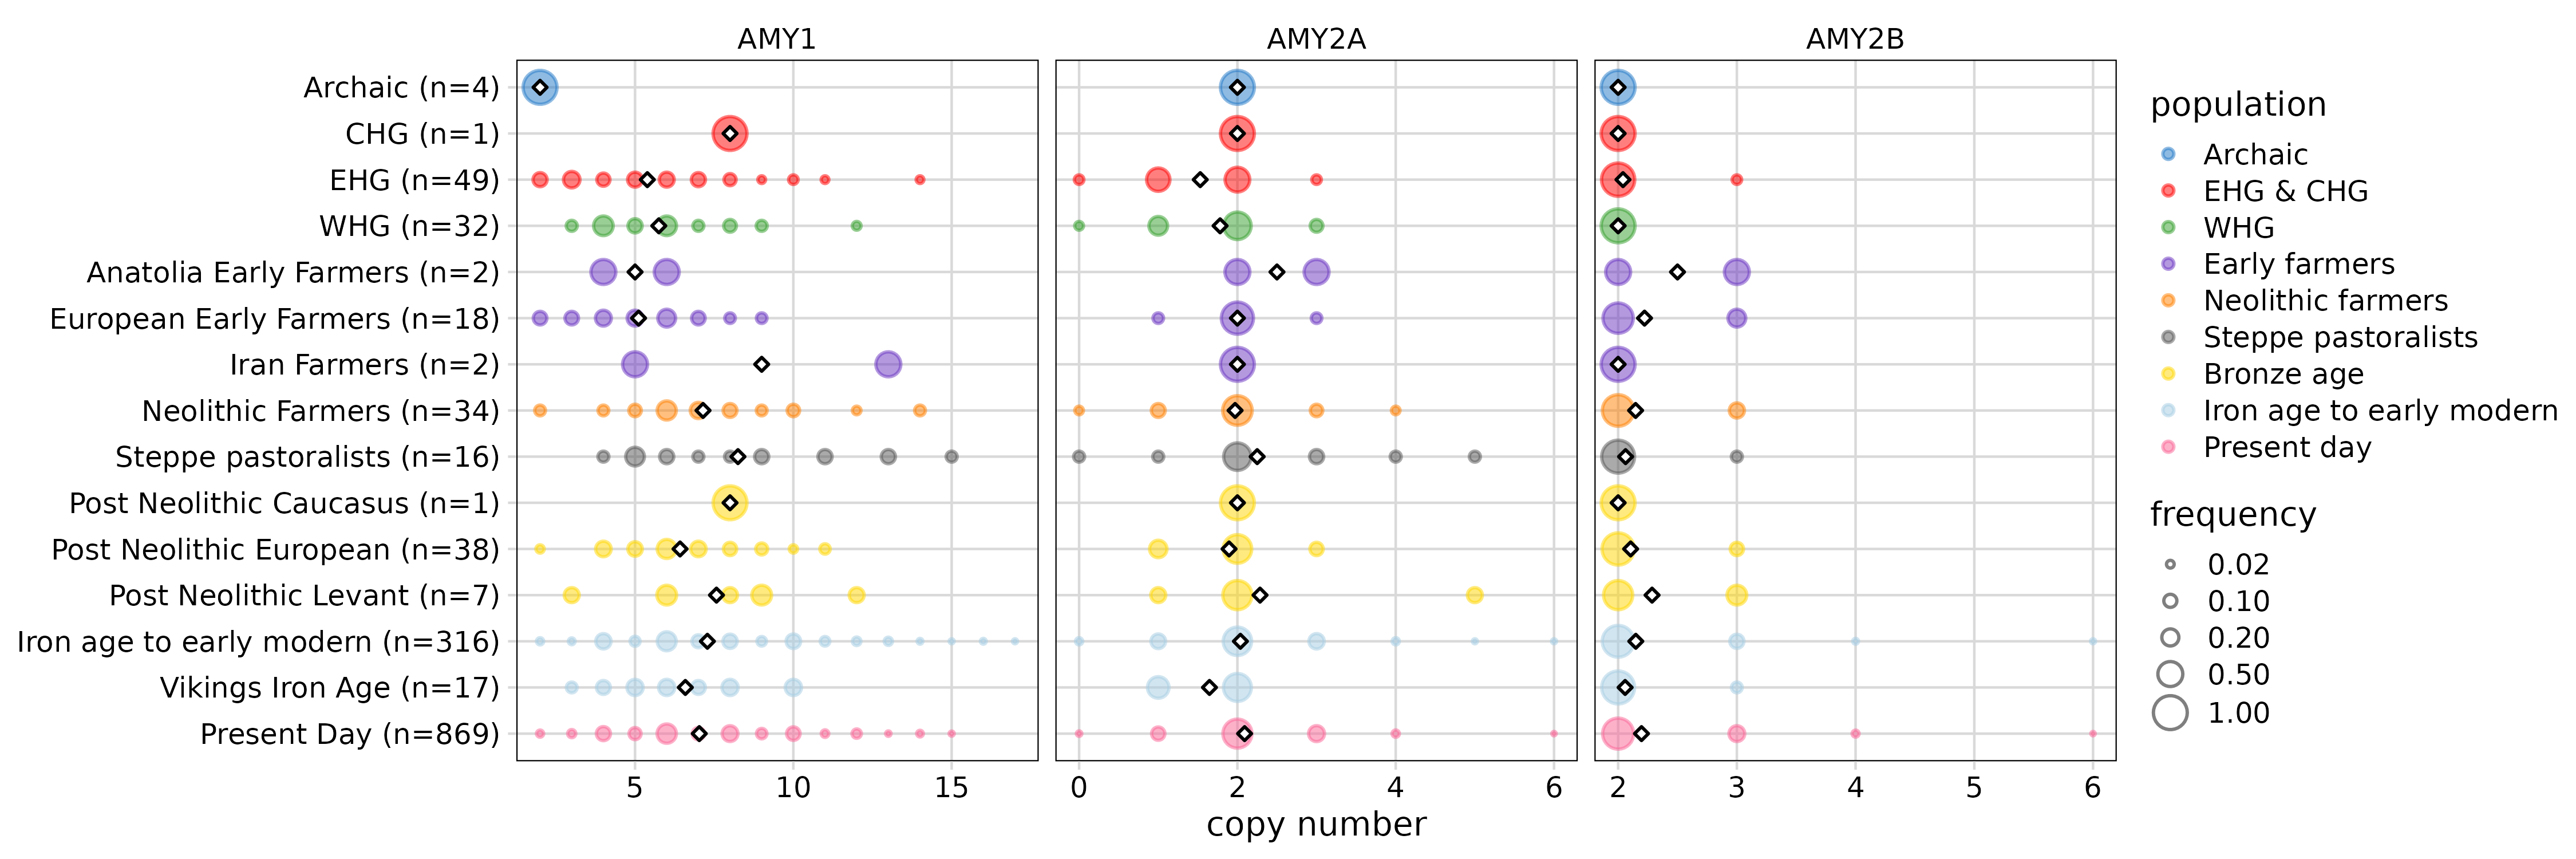 AMY1 AMY2A AMY2B
Archaic (n=4)
CHG (n=1)
EHG (n=49)
WHG (n=32)
Anatolia Early Farmers (n=2)
European Early Farmers (n=18)
Iran Farmers (n=2)
Neolithic Farmers (n=34)
Steppe pastoralists (n=16)
Post Neolithic Caucasus (n=1)
Post Neolithic European (n=38)
Post Neolithic Levant (n=7)
Iron age to early modern (n=316)
Vikings Iron Age (n=17)
Present Day (n=869)
5 10 15 0 2 4 6 2 3 4 5 6
copy number
population
Archaic
EHG & CHG
WHG
Early farmers
Neolithic farmers
Steppe pastoralists
Bronze age
Iron age to early modern
Present day
frequency
0.02
0.10
0.20
0.50
1.00